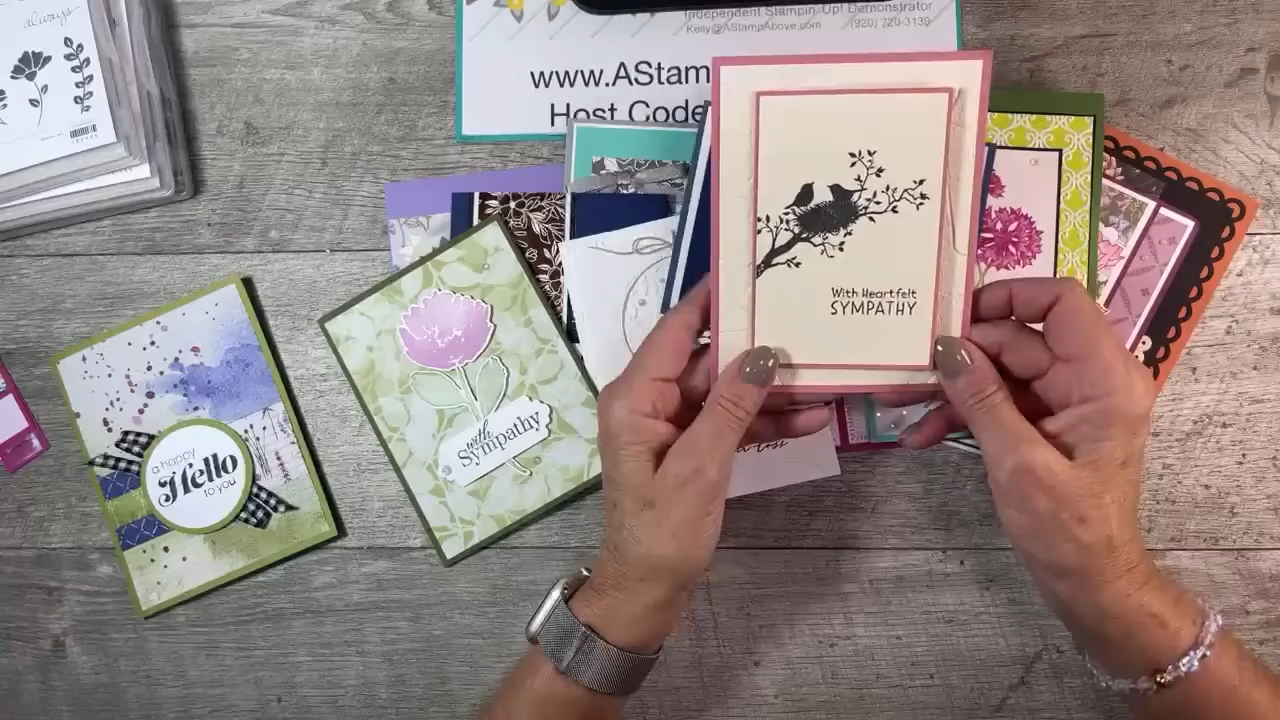 always
Independent Stampin' Up! Demonstrator
Kelly@AStampAbove.com (920) 720-3139
www.AStam
Host Code
With Heartfelt
SYMPATHY
with
Sympathy
a happy
Hello
to you
Loss